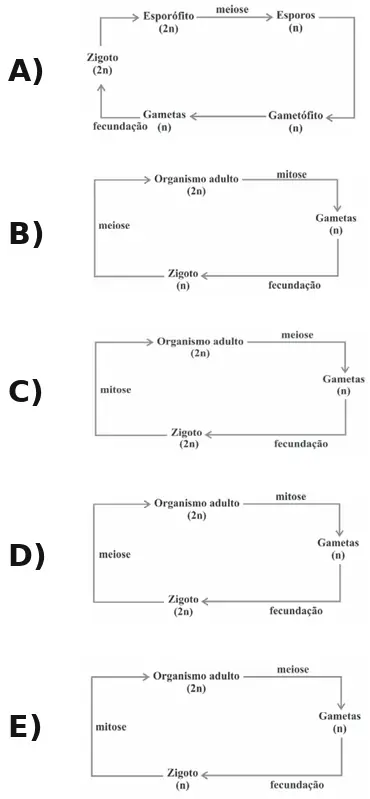 A)
Esporófito
(2n)
meiose
Esporos
(n)
Zigoto
(2n)
fecundação
Gametas
(n)
Gametófito
(n)
B)
Organismo adulto
(2n)
mitose
Gametas
(n)
meiose
Zigoto
(n)
fecundação
C)
Organismo adulto
(2n)
meiose
Gametas
(n)
mitose
Zigoto
(2n)
fecundação
D)
Organismo adulto
(2n)
mitose
Gametas
(n)
meiose
Zigoto
(2n)
fecundação
E)
Organismo adulto
(2n)
meiose
Gametas
(n)
mitose
Zigoto
(n)
fecundação